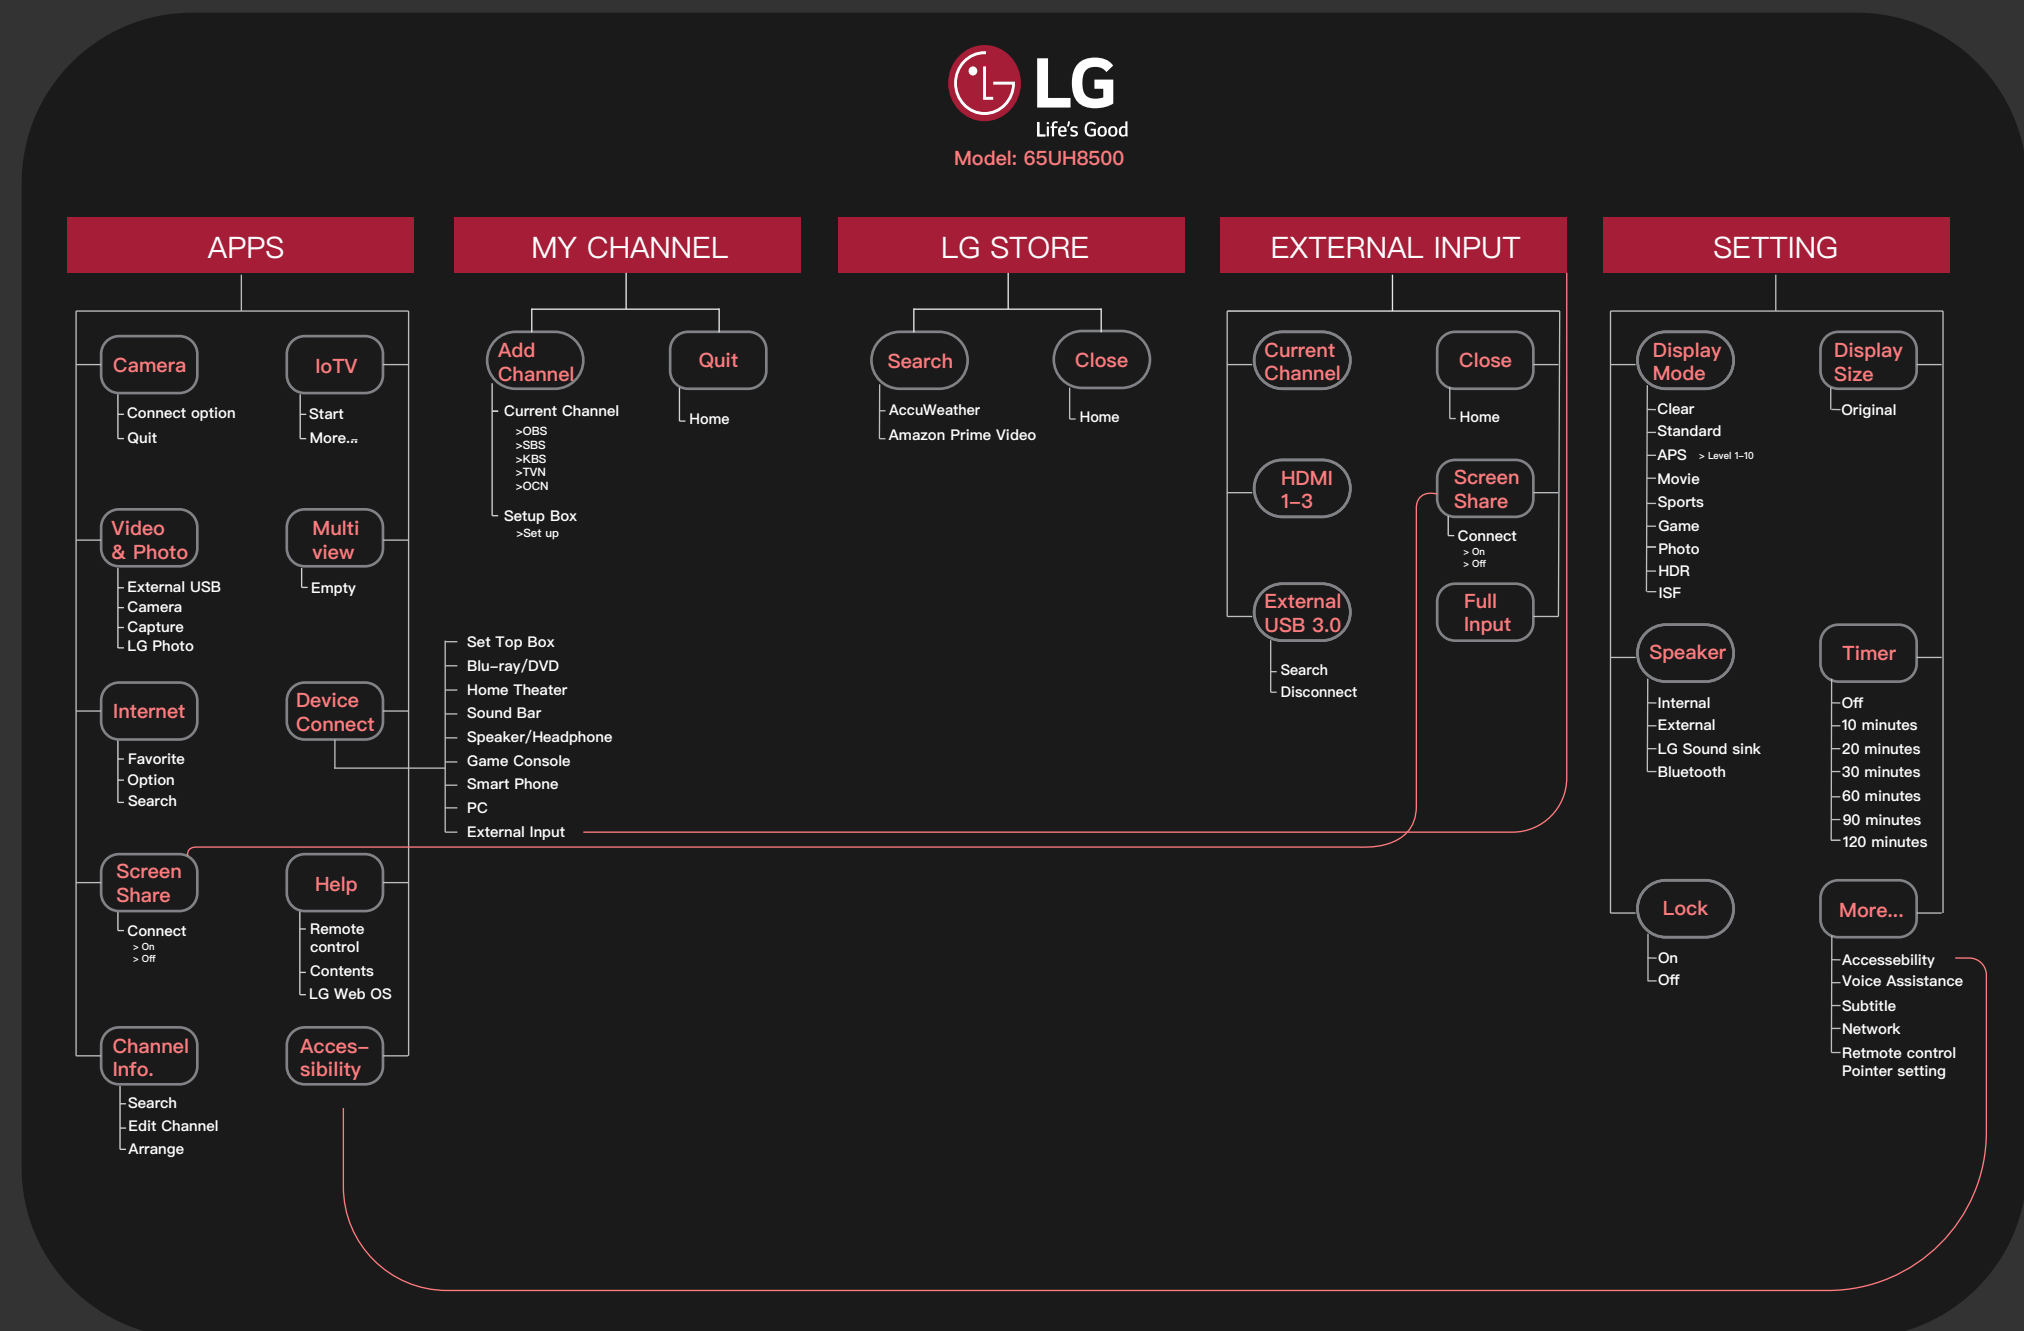 LG
Life's Good
Model: 65UH8500
APPS
Camera
Connect option
Quit
IoTV
Start
More...
Video
& Photo
External USB
Camera
Capture
LG Photo
Multi
view
Empty
Internet
Favorite
Option
Search
Device
Connect
Set Top Box
Blu-ray/DVD
Home Theater
Sound Bar
Speaker/Headphone
Game Console
Smart Phone
PC
External Input
Screen
Share
Connect
> On
> Off
Help
Remote
control
Contents
LG Web OS
Channel
Info.
Search
Edit Channel
Arrange
Acces-
sibility
MY CHANNEL
Add
Channel
Current Channel
>OBS
>SBS
>KBS
>TVN
>OCN
Setup Box
>Set up
Quit
Home
LG STORE
Search
AccuWeather
Amazon Prime Video
Close
Home
EXTERNAL INPUT
Current
Channel
Close
Home
HDMI
1-3
Screen
Share
Connect
> On
> Off
External
USB 3.0
Search
Disconnect
Full
Input
SETTING
Display
Mode
Clear
Standard
APS > Level 1-10
Movie
Sports
Game
Photo
HDR
ISF
Display
Size
Original
Speaker
Internal
External
LG Sound sink
Bluetooth
Timer
Off
10 minutes
20 minutes
30 minutes
60 minutes
90 minutes
120 minutes
Lock
On
Off
More...
Accessebility
Voice Assistance
Subtitle
Network
Retmote control
Pointer setting